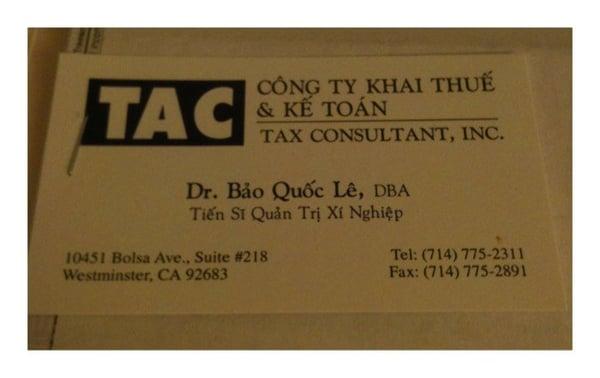 TAC
CÔNG TY KHAI THUẾ
& KẾ TOÁN
TAX CONSULTANT, INC.
Dr. Bảo Quốc Lê, DBA
Tiến Sĩ Quản Trị Xí Nghiệp
10451 Bolsa Ave., Suite #218
Westminster, CA 92683
Tel: (714) 775-2311
Fax: (714) 775-2891